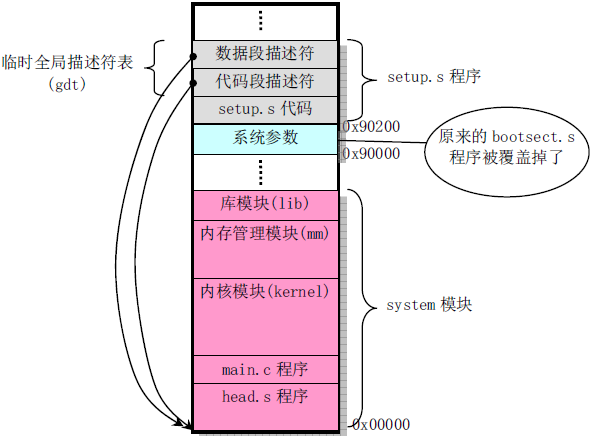 临时全局描述符表
(gdt)
数据段描述符
代码段描述符
setup.s 代码
setup.s 程序
0x90200
系统参数
0x90000
原来的 bootsect.s
程序被覆盖掉了
库模块(lib)
内存管理模块(mm)
内核模块(kernel)
system 模块
main.c 程序
head.s 程序
0x00000